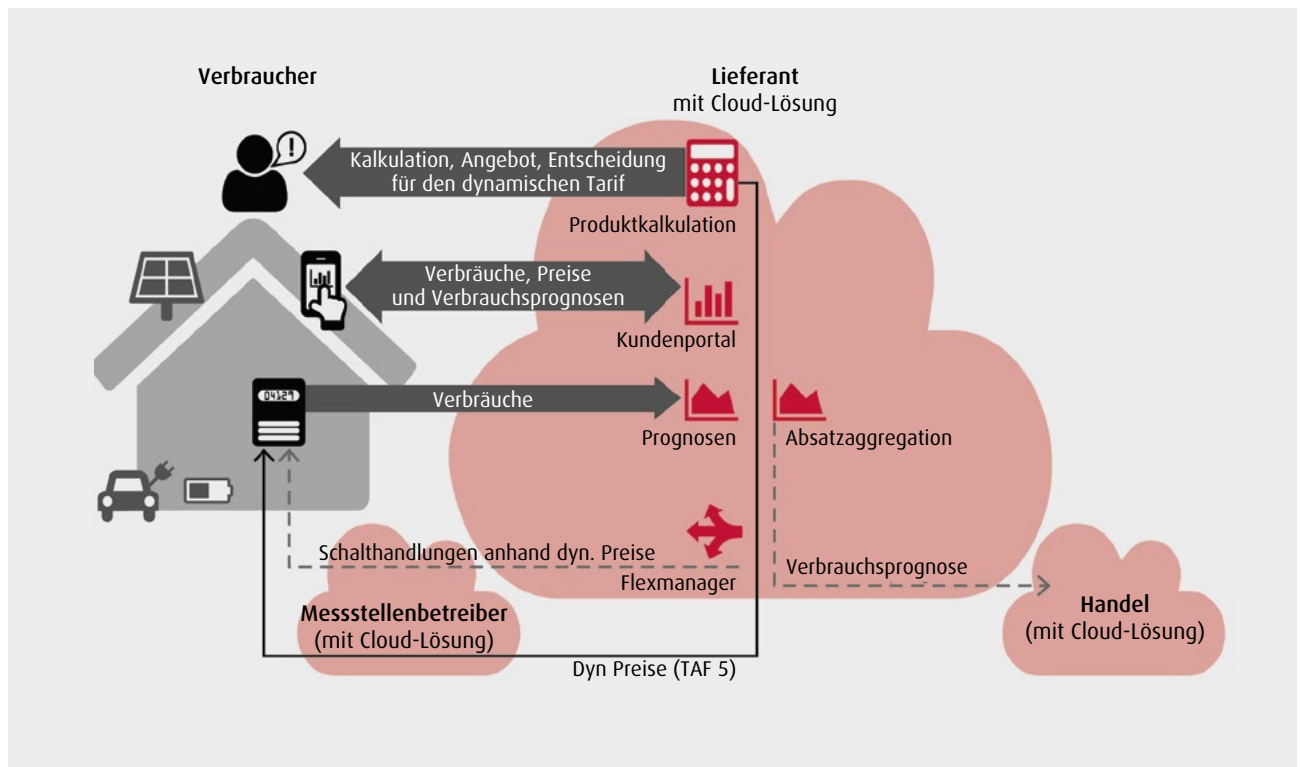 Verbraucher
Lieferant
mit Cloud-Lösung
Kalkulation, Angebot, Entscheidung
für den dynamischen Tarif
Produktkalkulation
Verbräuche, Preise
und Verbrauchsprognosen
Kundenportal
Verbräuche
Prognosen
Absatzaggregation
Schalthandlungen anhand dyn. Preise
Flexmanager
Verbrauchsprognose
Messstellenbetreiber
(mit Cloud-Lösung)
Handel
(mit Cloud-Lösung)
Dyn Preise (TAF 5)